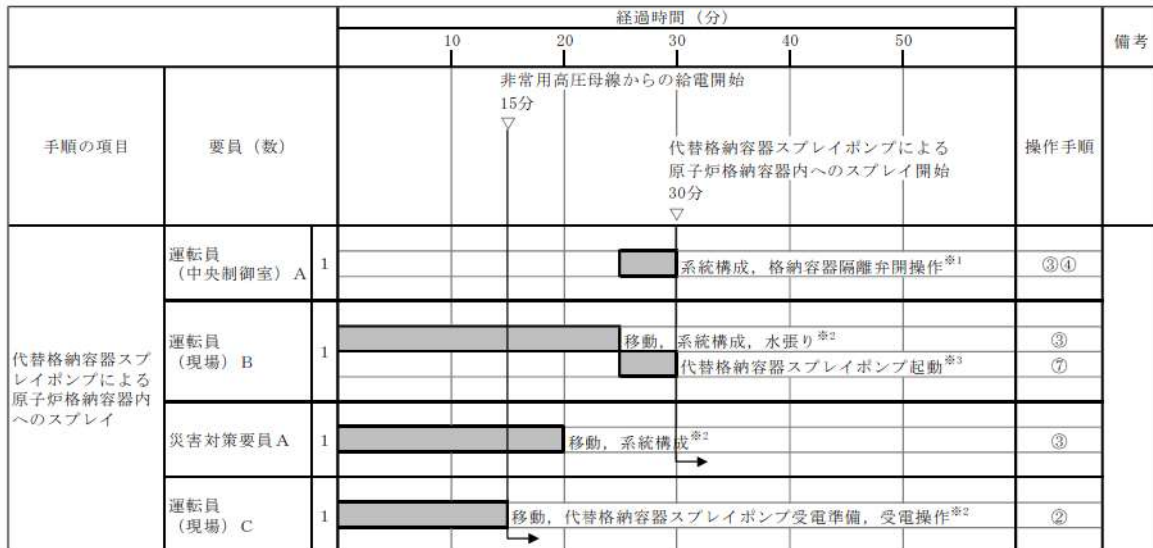 経過時間（分）
10 20 30 40 50
備考
手順の項目
要員（数）
非常用高圧母線からの給電開始
15分
▽
代替格納容器スプレイポンプによる
原子炉格納容器内へのスプレイ開始
30分
▽
操作手順
代替格納容器スプ
レイポンプによる
原子炉格納容器内
へのスプレイ
運転員
（中央制御室）A
1
系統構成，格納容器隔離弁開操作※1
③④
運転員
（現場）B
1
移動，系統構成，水張り※2
③
代替格納容器スプレイポンプ起動※3
⑦
災害対策要員A
1
移動，系統構成※2
③
運転員
（現場）C
1
移動，代替格納容器スプレイポンプ受電準備，受電操作※2
②